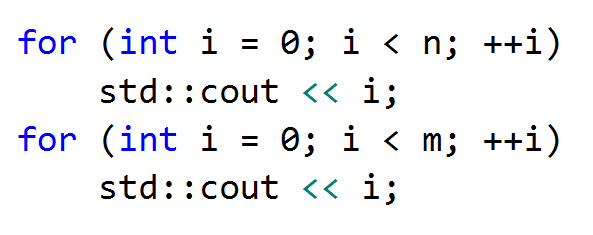 for (int i = 0; i < n; ++i)
    std::cout << i;
for (int i = 0; i < m; ++i)
    std::cout << i;